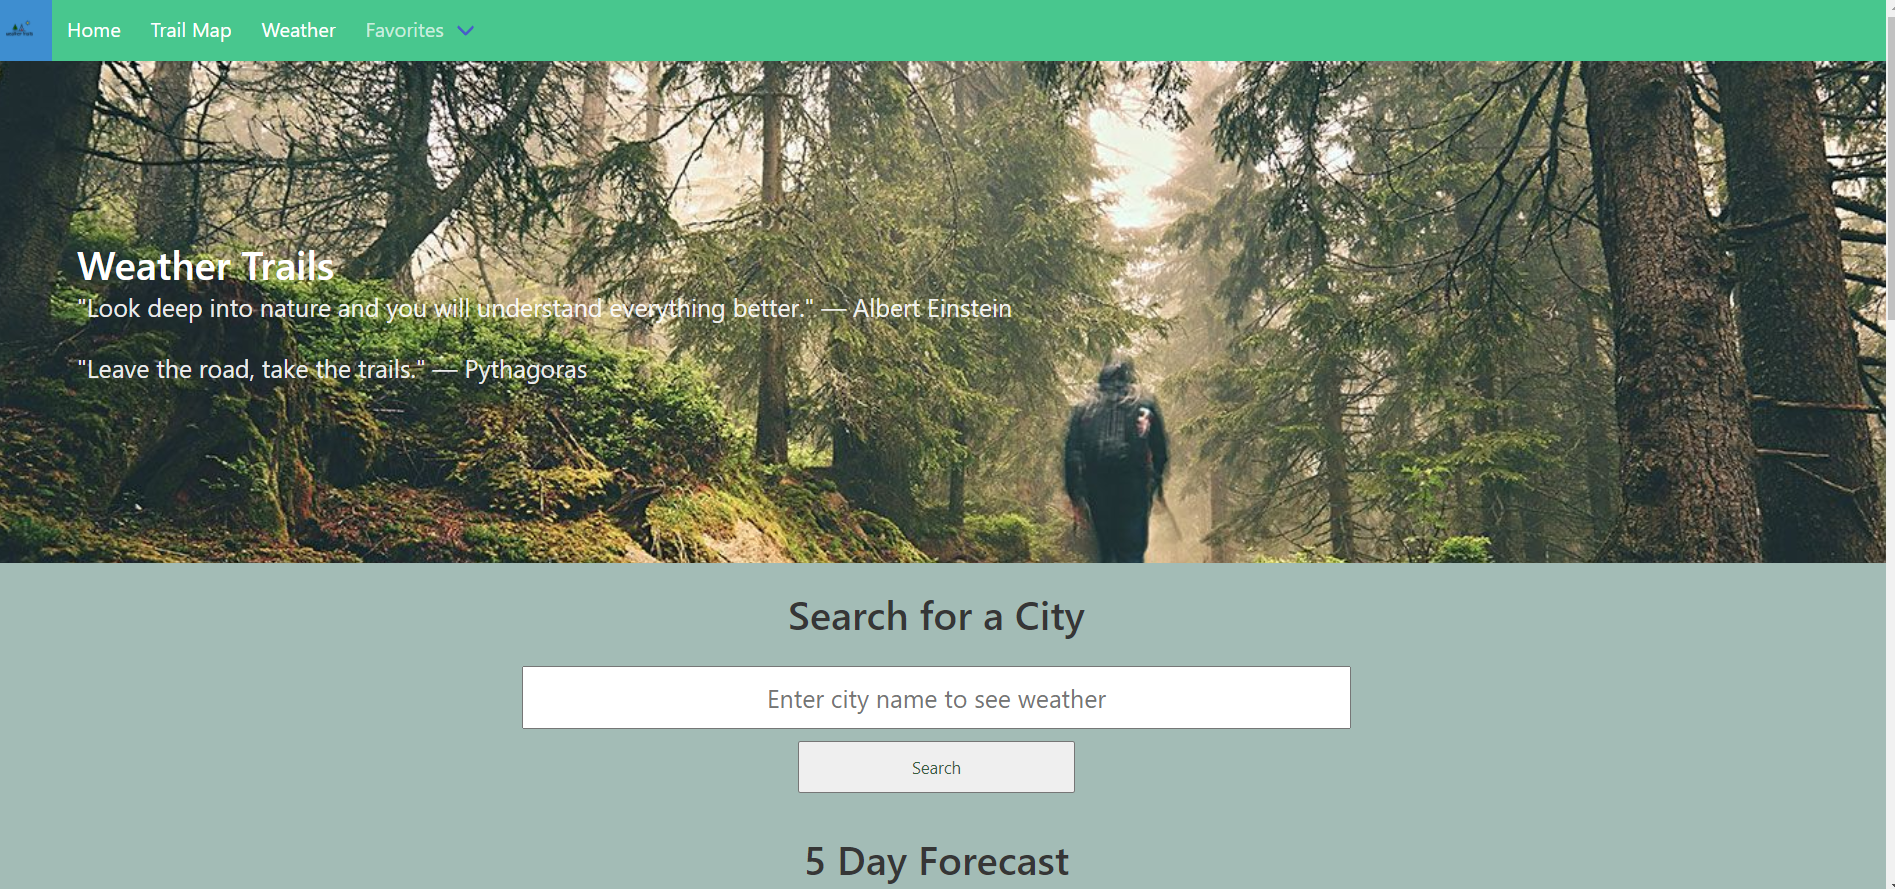 Home Trail Map Weather Favorites
Weather Trails
"Look deep into nature and you will understand everything better." — Albert Einstein
"Leave the road, take the trails." — Pythagoras
Search for a City
Enter city name to see weather
Search
5 Day Forecast